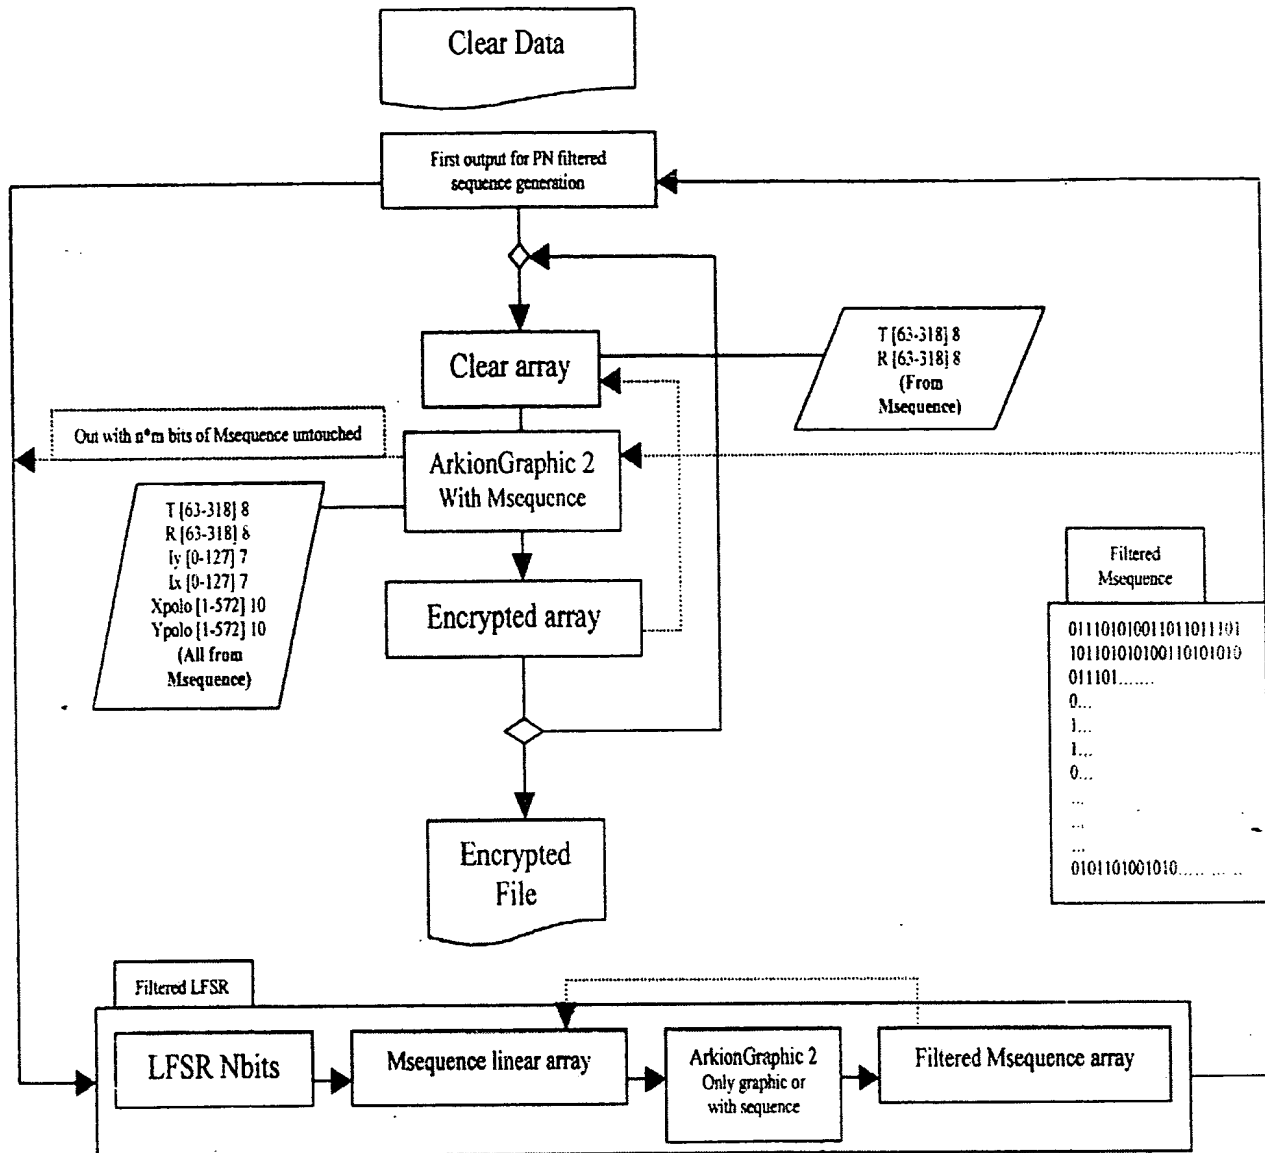 Clear Data
First output for PN filtered
sequence generation
Clear array
T [63-318] 8
R [63-318] 8
(From
Msequence)
Out with n*m bits of Msequence untouched
ArkionGraphic 2
With Msequence
T [63-318] 8
R [63-318] 8
Iy [0-127] 7
Ix [0-127] 7
Xpolo [1-572] 10
Ypolo [1-572] 10
(All from
Msequence)
Encrypted array
Filtered
Msequence
01110101001101101​1101
10110101010011010​1010
011101.......
0...
1...
1...
0...
...
...
...
0101101001010..... ... ..
Encrypted
File
Filtered LFSR
LFSR Nbits
Msequence linear array
ArkionGraphic 2
Only graphic or
with sequence
Filtered Msequence array